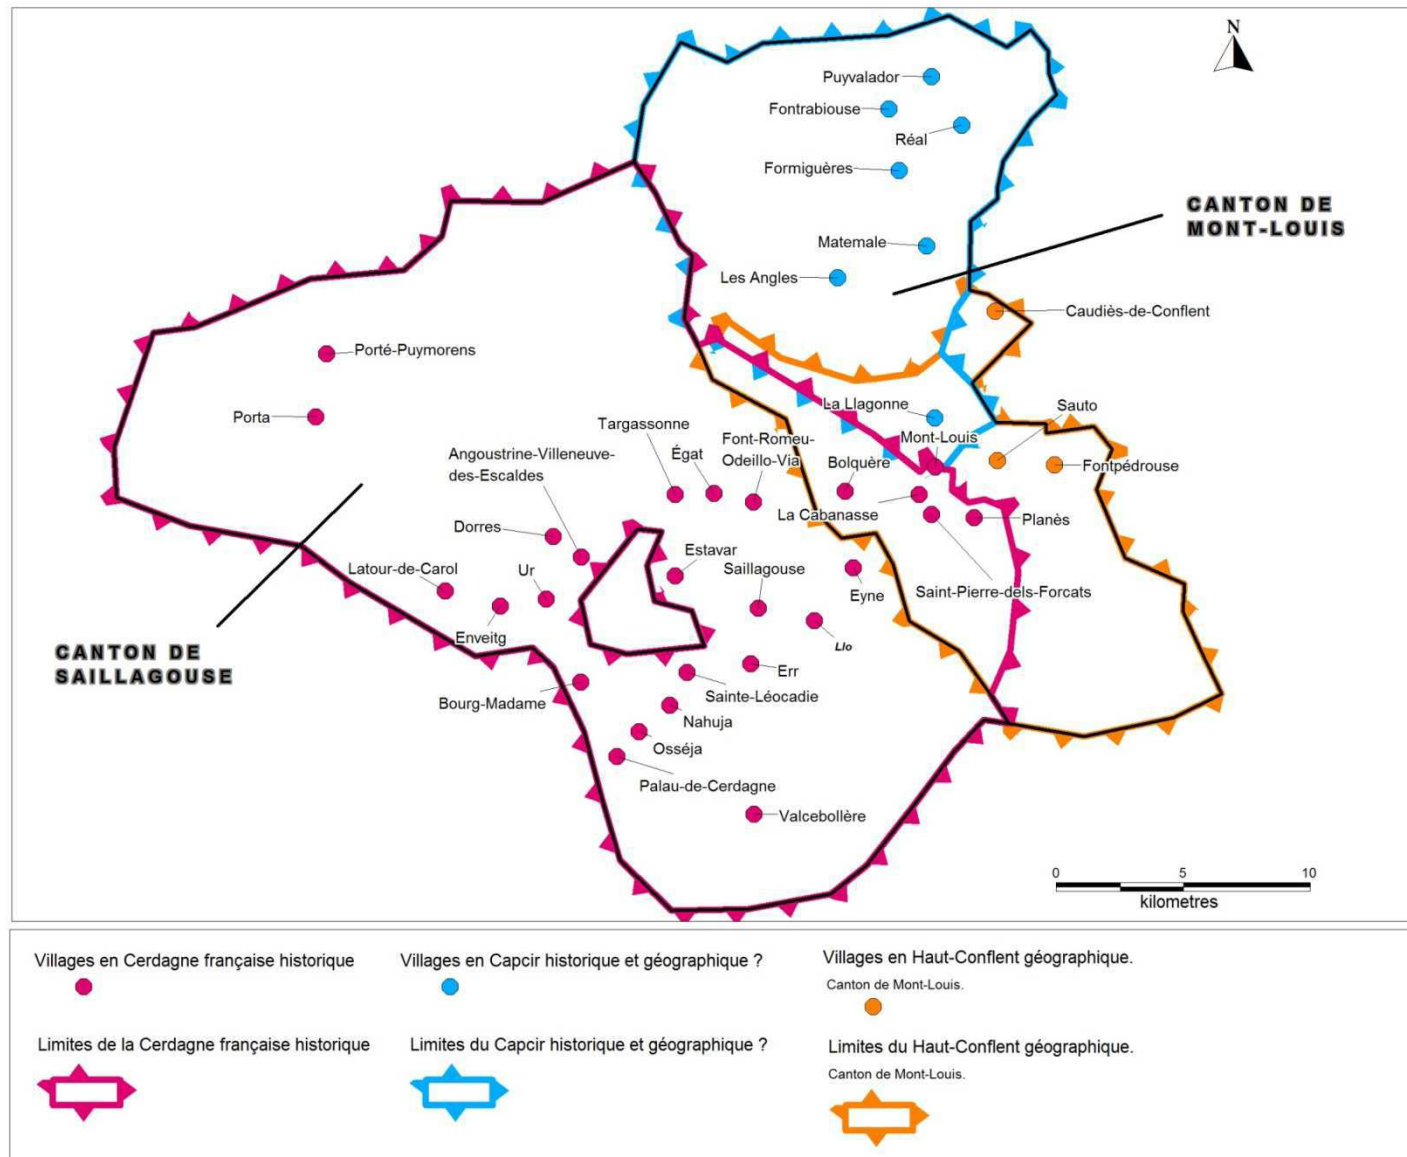 N
Puyvalador
Fontrabiouse
Réal
Formiguères
CANTON DE
MONT-LOUIS
Matemale
Les Angles
Caudiès-de-Conflent
Porté-Puymorens
Porta
La Llagonne
Sauto
Targassonne
Font-Romeu-
Odeillo-Via
Mont-Louis
Angoustrine-Villeneuve-
des-Escaldes
Égat
Bolquère
Fontpédrouse
La Cabanasse
Planès
Dorres
Estavar
Saillagouse
Latour-de-Carol
Ur
Eyne
Saint-Pierre-dels-Forcats
Enveitg
Llo
CANTON DE
SAILLAGOUSE
Err
Sainte-Léocadie
Bourg-Madame
Nahuja
Osséja
Palau-de-Cerdagne
Valcebollère
0 5 10
kilometres
Villages en Cerdagne française historique
Villages en Capcir historique et géographique ?
Villages en Haut-Conflent géographique.
Canton de Mont-Louis.
Limites de la Cerdagne française historique
Limites du Capcir historique et géographique ?
Limites du Haut-Conflent géographique.
Canton de Mont-Louis.